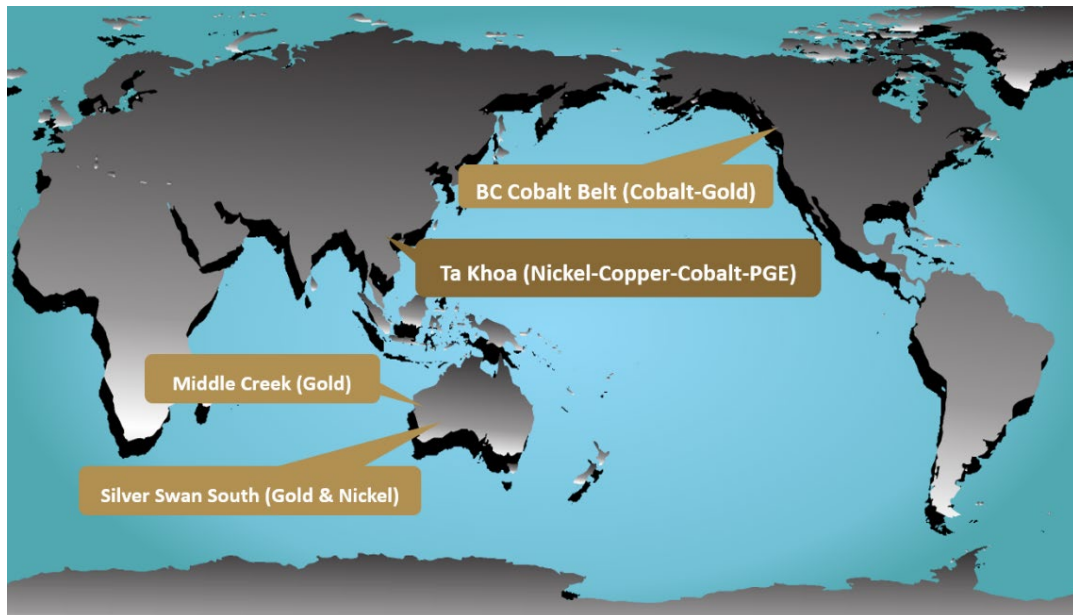 BC Cobalt Belt (Cobalt-Gold)
Ta Khoa (Nickel-Copper-Cobalt-PGE)
Middle Creek (Gold)
Silver Swan South (Gold & Nickel)